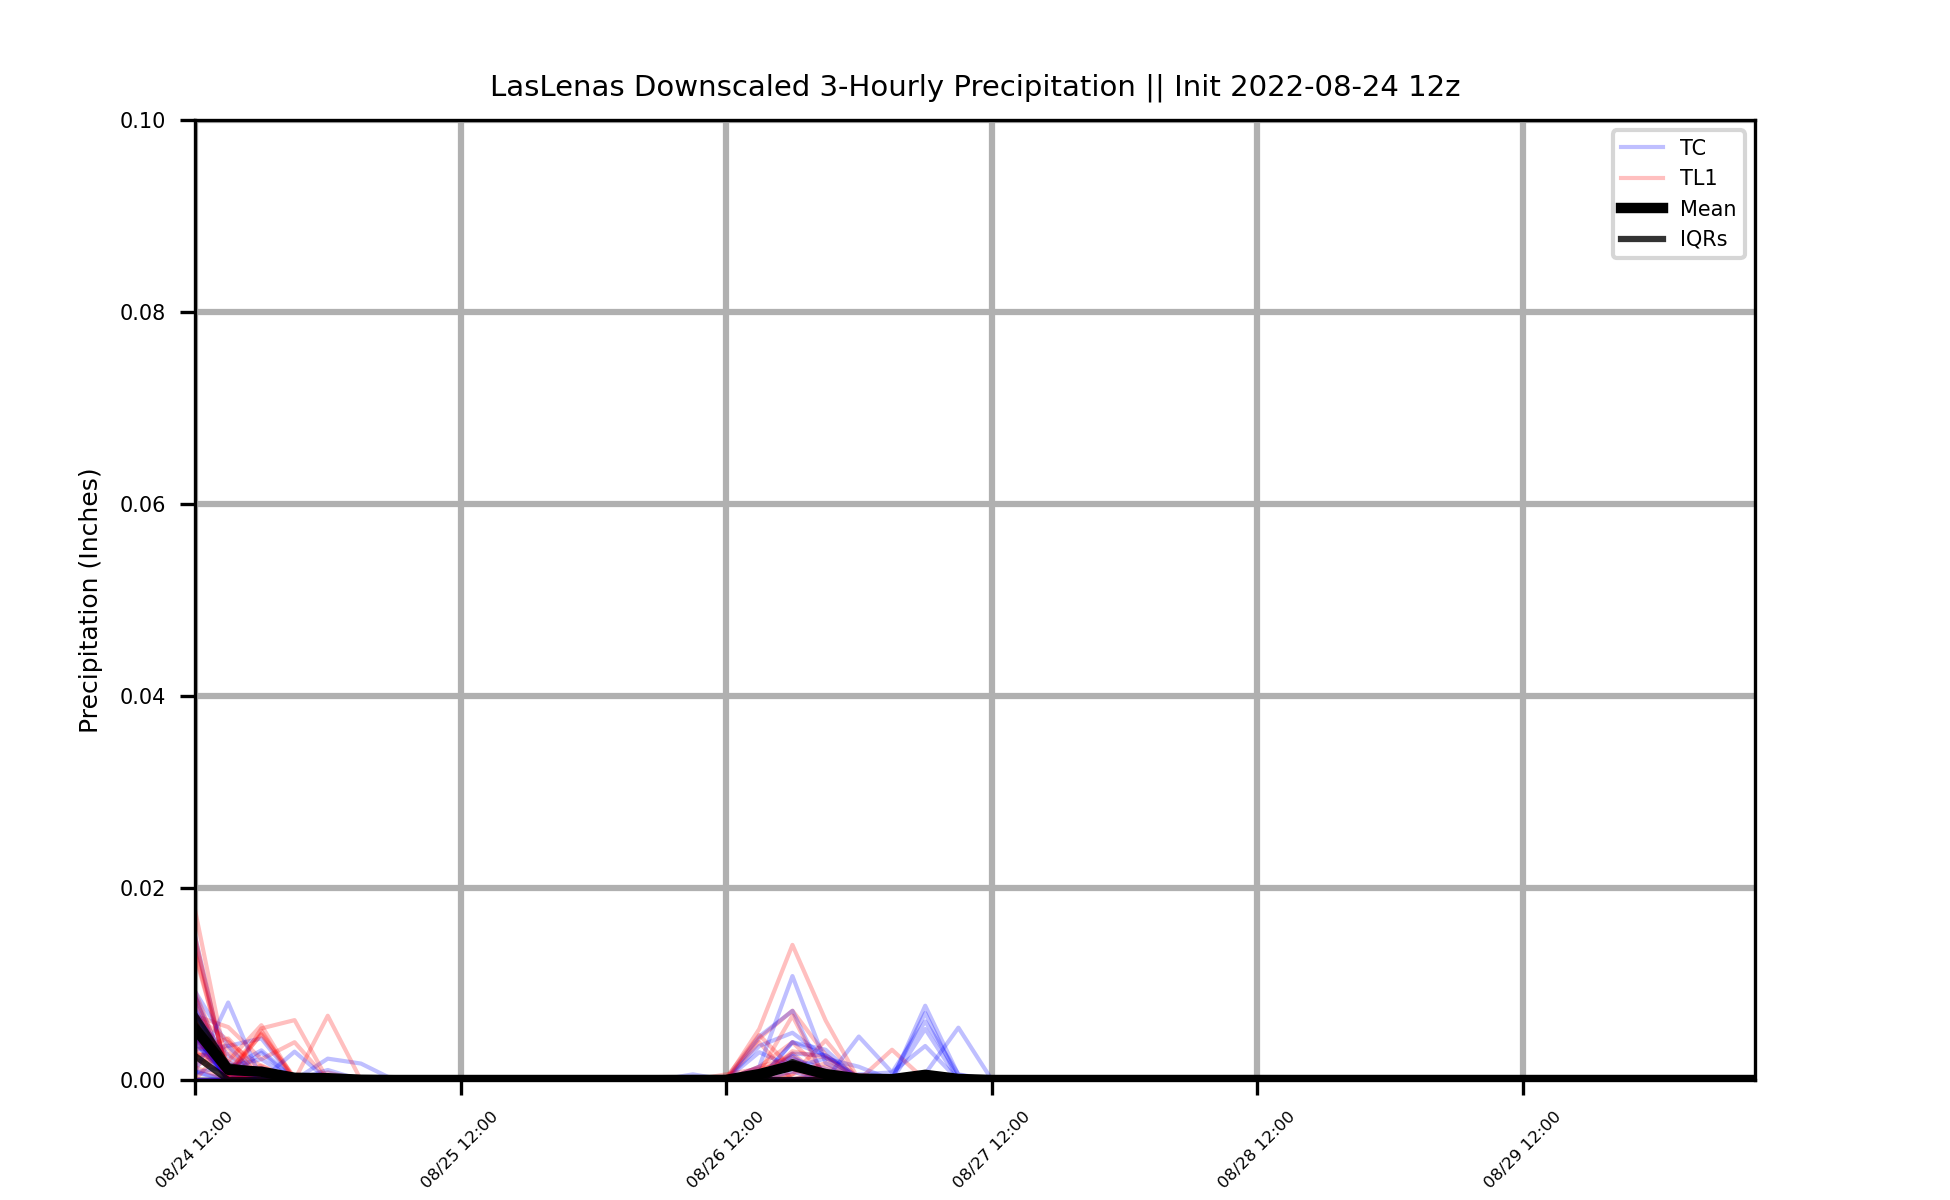 LasLenas Downscaled 3-Hourly Precipitation || Init 2022-08-24 12z
0.10
0.08
0.06
0.04
0.02
0.00
Precipitation (Inches)
TC
TL1
Mean
IQRs
08/24 12:00
08/25 12:00
08/26 12:00
08/27 12:00
08/28 12:00
08/29 12:00